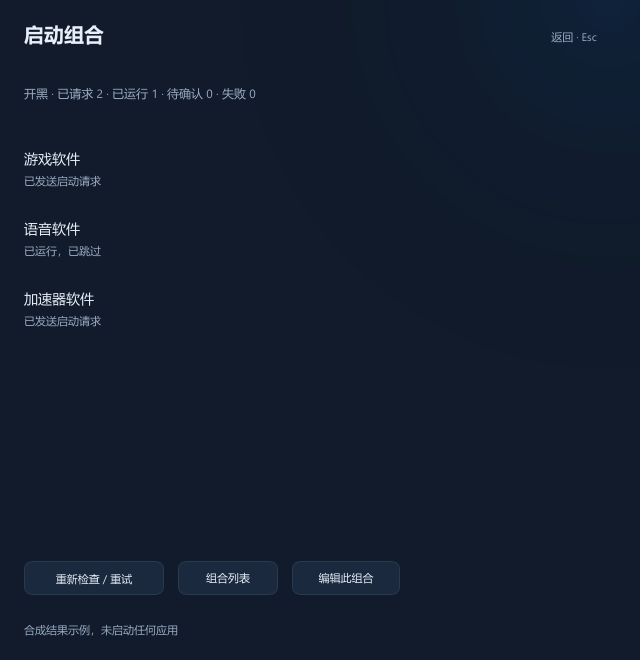 启动组合
返回 · Esc
开黑 · 已请求 2 · 已运行 1 · 待确认 0 · 失败 0
游戏软件
已发送启动请求
语音软件
已运行，已跳过
加速器软件
已发送启动请求
重新检查 / 重试
组合列表
编辑此组合
合成结果示例，未启动任何应用